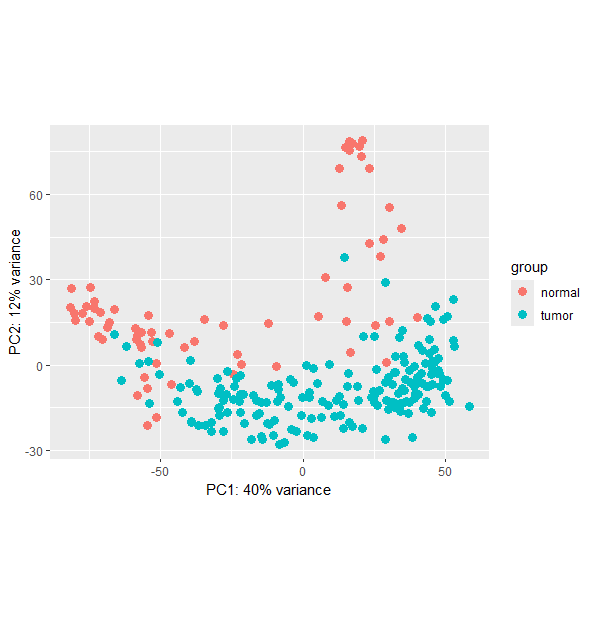 60
30
0
-30
PC2: 12% variance
-50
0
50
PC1: 40% variance
group
normal
tumor